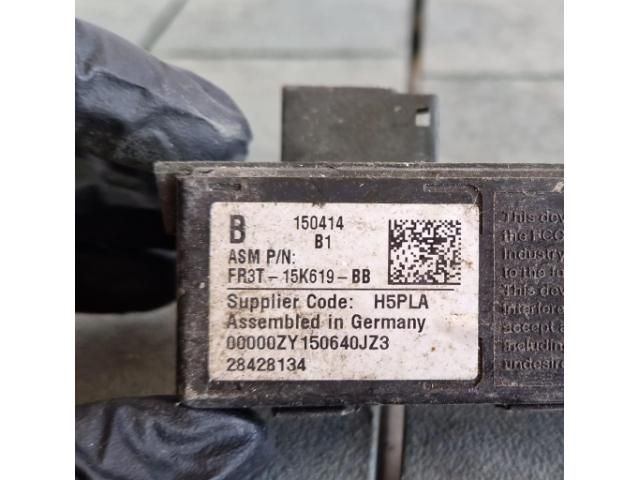 B 150414
B1
ASM P/N:
FR3T-15K619-BB
Supplier Code: H5PLA
Assembled in Germany
00000ZY150640JZ3
28428134
This dev
the FCC
Industry
to the fo
This dev
interfere
accept a
including
undesire